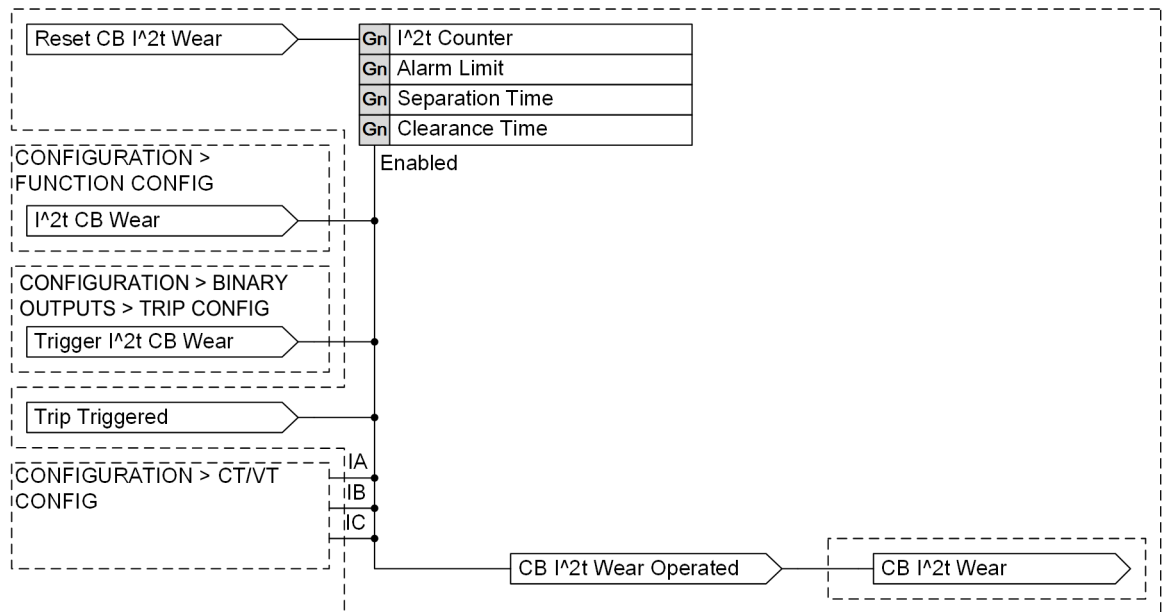 Reset CB I^2t Wear
Gn I^2t Counter
Gn Alarm Limit
Gn Separation Time
Gn Clearance Time
Enabled
CONFIGURATION >
FUNCTION CONFIG
I^2t CB Wear
CONFIGURATION > BINARY
OUTPUTS > TRIP CONFIG
Trigger I^2t CB Wear
Trip Triggered
CONFIGURATION > CT/VT
CONFIG
IA
IB
IC
CB I^2t Wear Operated
CB I^2t Wear